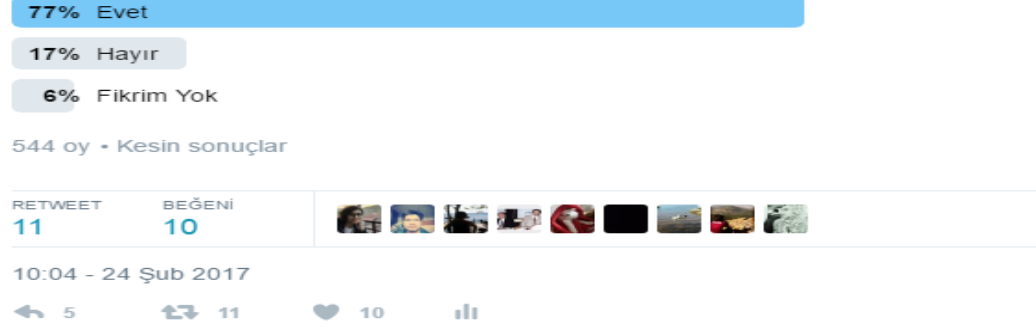 77% Evet
17% Hayır
6% Fikrim Yok
544 oy • Kesin sonuçlar
RETWEET BEĞENİ
11 10
10:04 - 24 Şub 2017
5 11 10